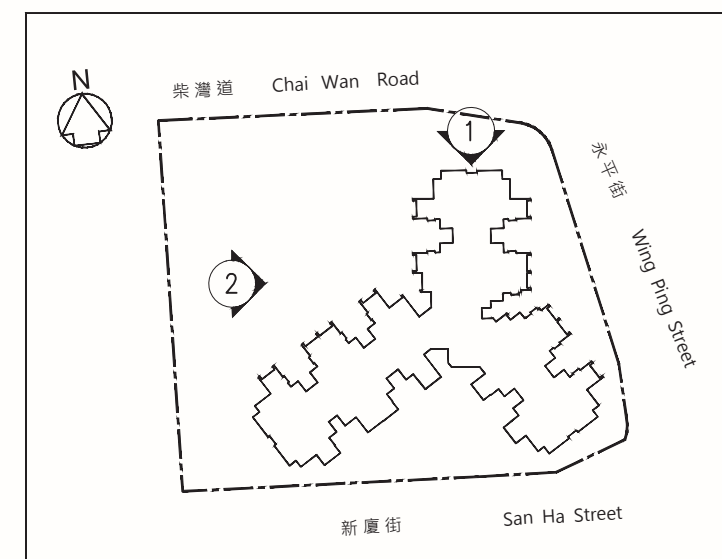 N
柴灣道 Chai Wan Road
1
永平街
Wing Ping Street
2
新廈街 San Ha Street